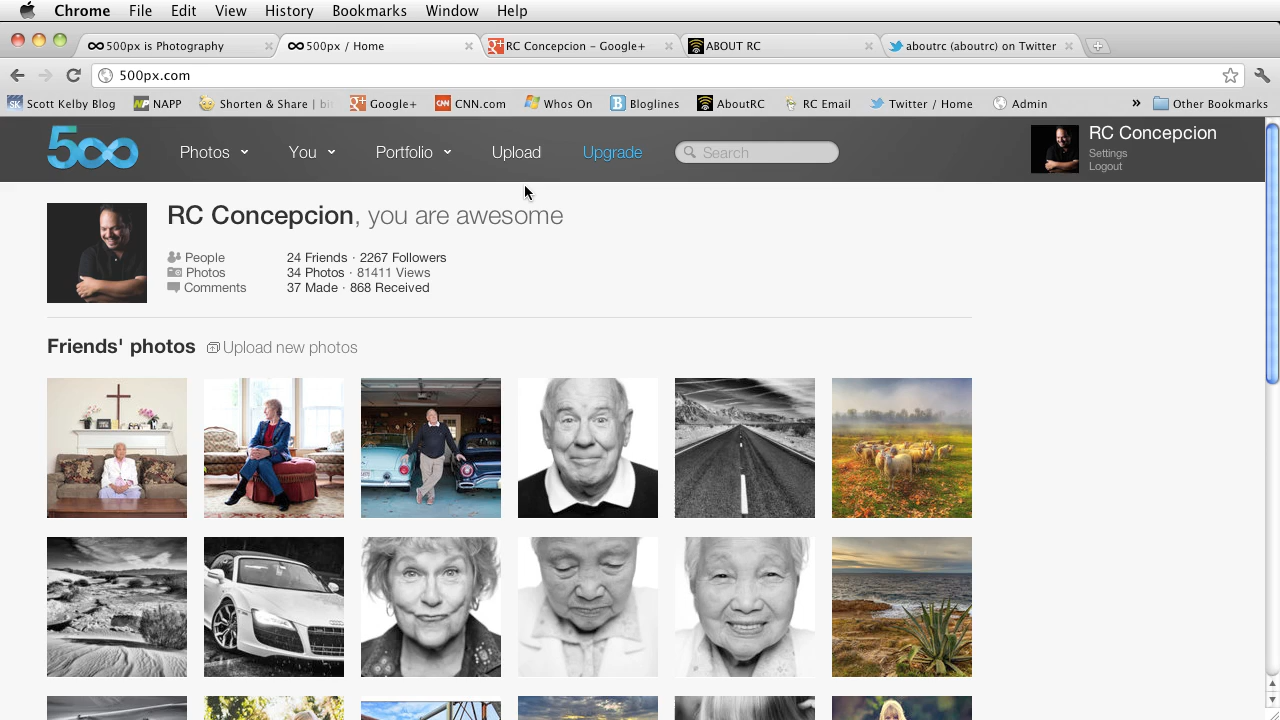 Chrome File Edit View History Bookmarks Window Help
500px is Photography × 500px / Home × RC Concepcion – Google+ × ABOUT RC × aboutrc (aboutrc) on Twitter ×
500px.com
Scott Kelby Blog NAPP Shorten & Share | bi Google+ CNN.com Whos On Bloglines AboutRC RC Email Twitter / Home Admin » Other Bookmarks
500 Photos You Portfolio Upload Upgrade Search RC Concepcion
Settings
Logout
RC Concepcion, you are awesome
People 24 Friends · 2267 Followers
Photos 34 Photos · 81411 Views
Comments 37 Made · 868 Received
Friends' photos Upload new photos